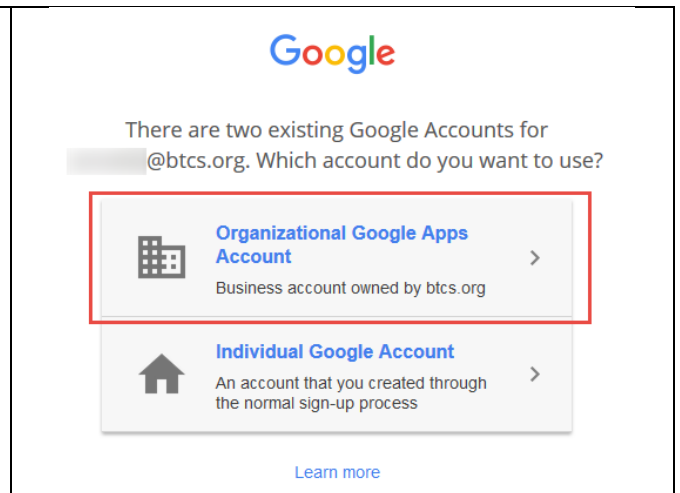 Google
There are two existing Google Accounts for
@btcs.org. Which account do you want to use?
Organizational Google Apps
Account
Business account owned by btcs.org
Individual Google Account
An account that you created through
the normal sign-up process
Learn more